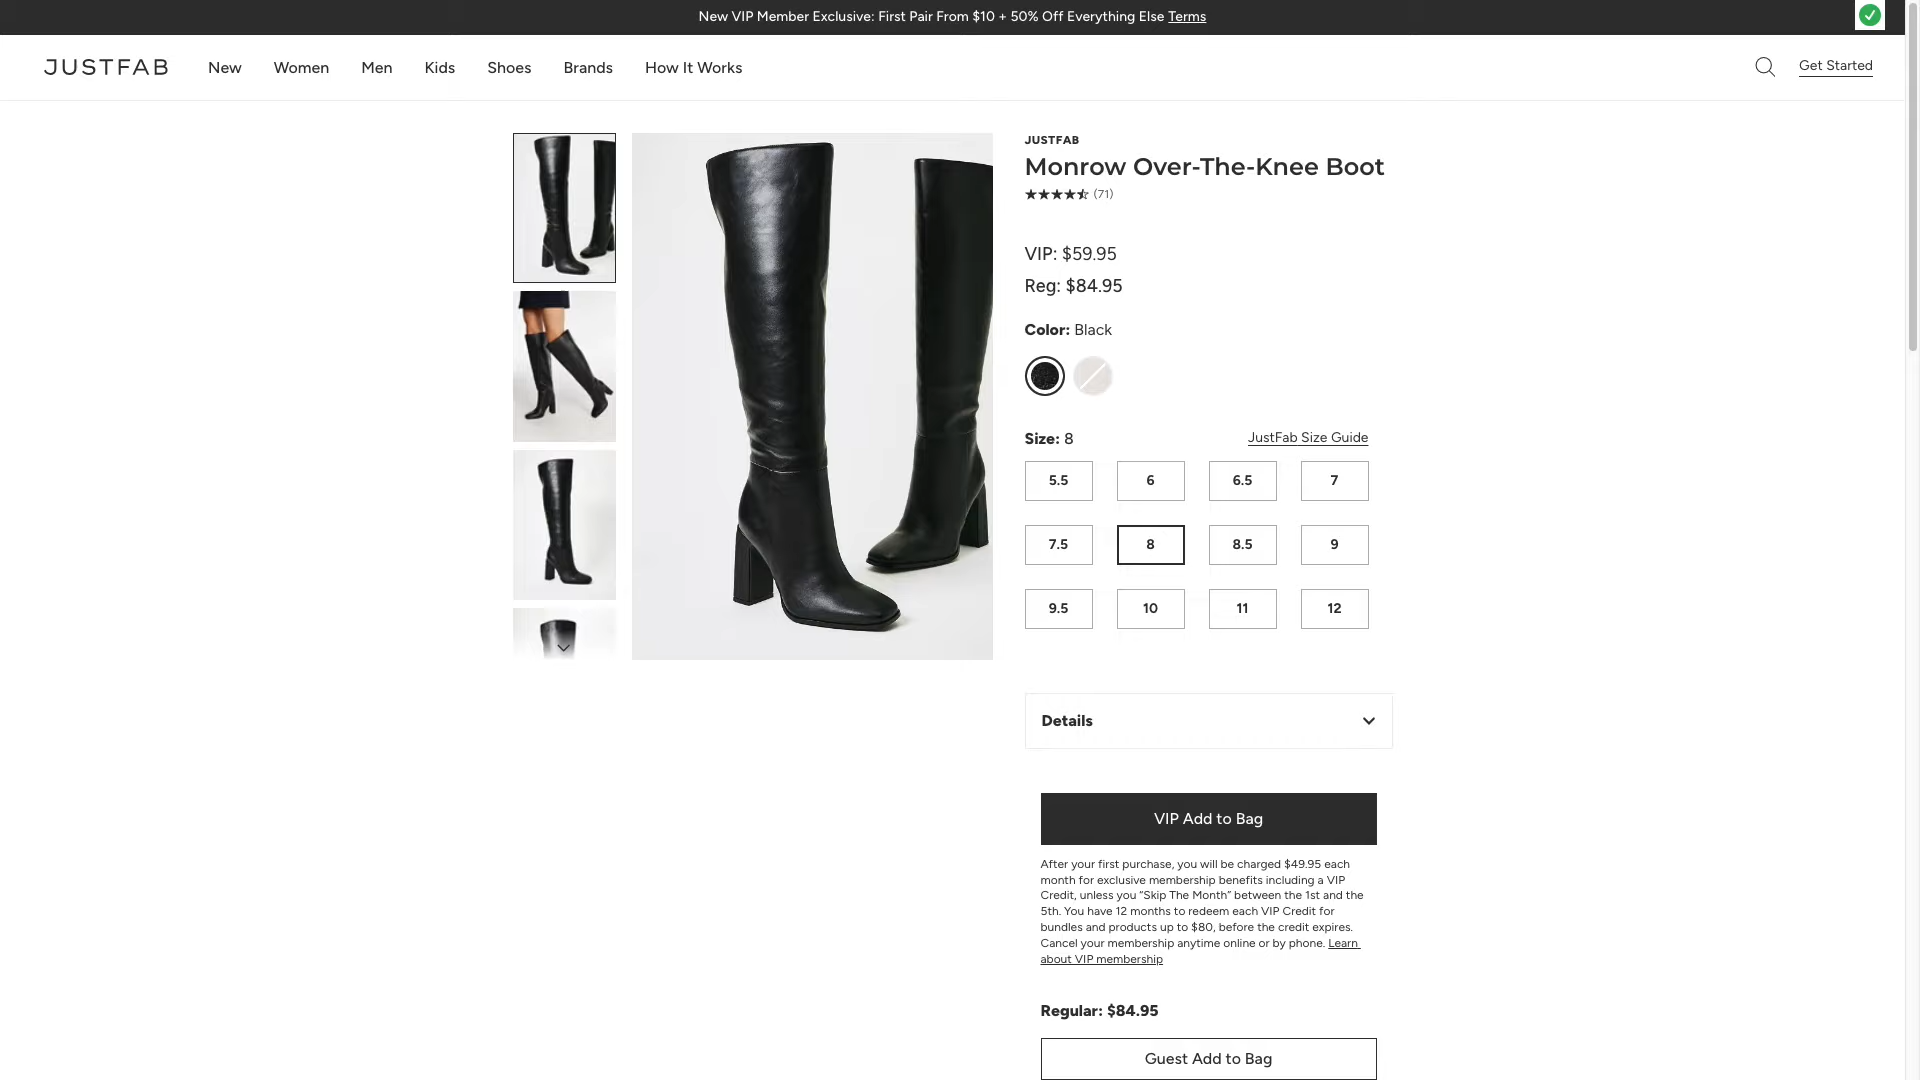 New VIP Member Exclusive: First Pair From $10 + 50% Off Everything Else Terms
JUSTFAB
New
Women
Men
Kids
Shoes
Brands
How It Works
Get Started
JUSTFAB
Monrow Over-The-Knee Boot
(71)
VIP: $59.95
Reg: $84.95
Color: Black
Size: 8
JustFab Size Guide
5.5
6
6.5
7
7.5
8
8.5
9
9.5
10
11
12
Details
VIP Add to Bag
After your first purchase, you will be charged $49.95 each
month for exclusive membership benefits including a VIP
Credit, unless you “Skip The Month” between the 1st and the
5th. You have 12 months to redeem each VIP Credit for
bundles and products up to $80, before the credit expires.
Cancel your membership anytime online or by phone. Learn
about VIP membership
Regular: $84.95
Guest Add to Bag